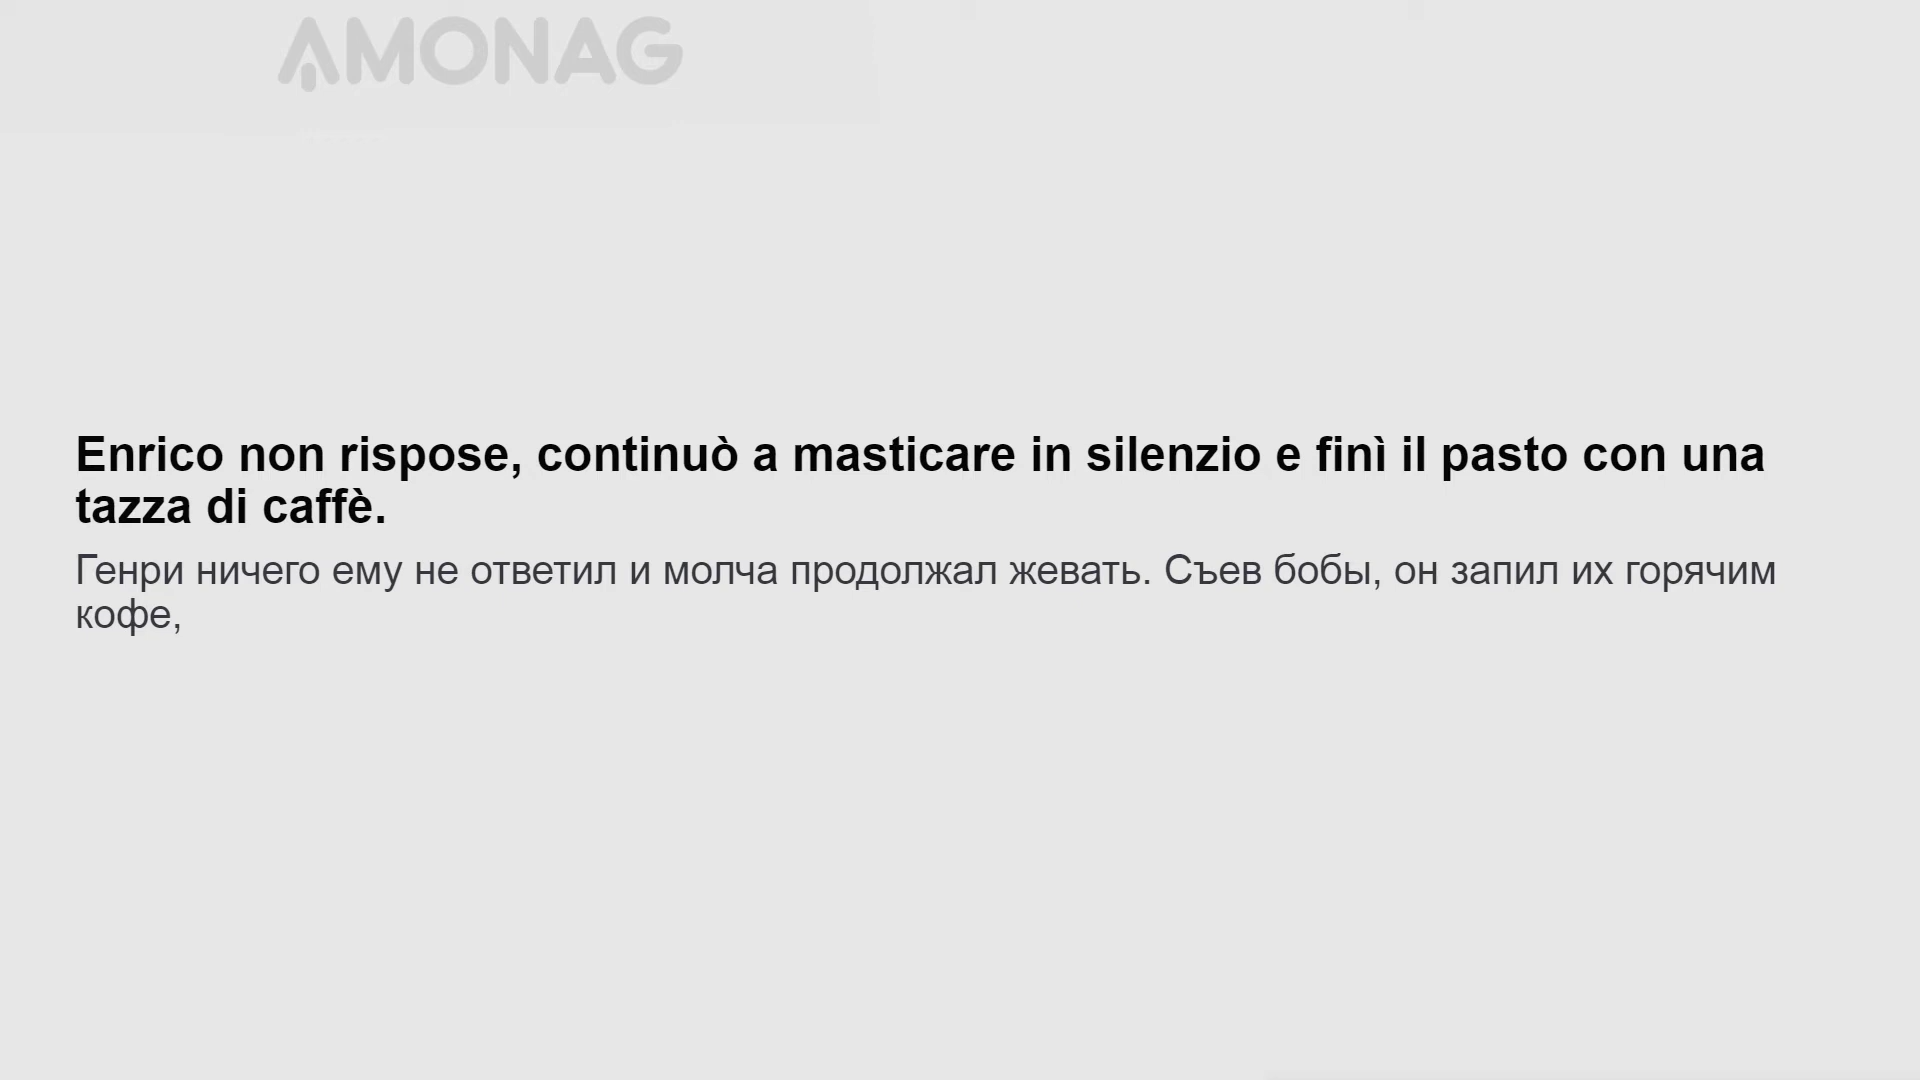 AMONAG
Enrico non rispose, continuò a masticare in silenzio e finì il pasto con una
tazza di caffè.
Генри ничего ему не ответил и молча продолжал жевать. Съев бобы, он запил их горячим
кофе,